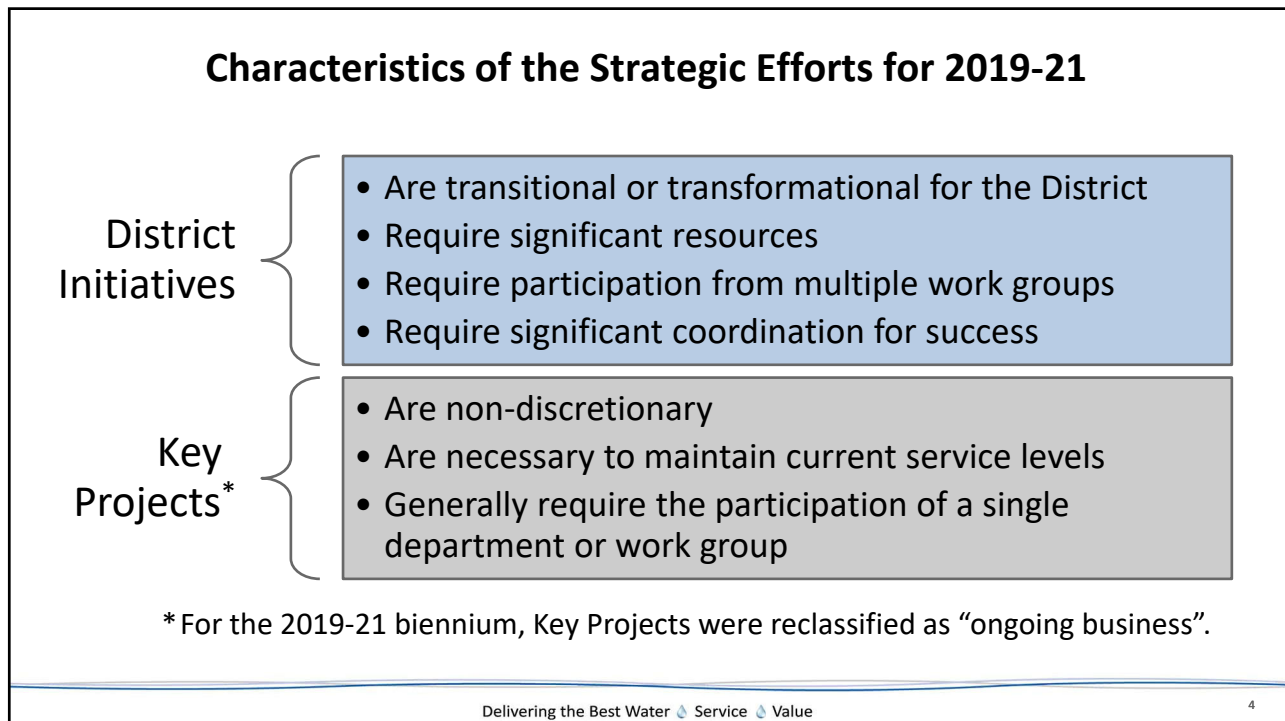 Characteristics of the Strategic Efforts for 2019-21
District
Initiatives
• Are transitional or transformational for the District
• Require significant resources
• Require participation from multiple work groups
• Require significant coordination for success
Key
Projects*
• Are non-discretionary
• Are necessary to maintain current service levels
• Generally require the participation of a single
department or work group
*For the 2019-21 biennium, Key Projects were reclassified as “ongoing business”.
Delivering the Best Water Service Value
4